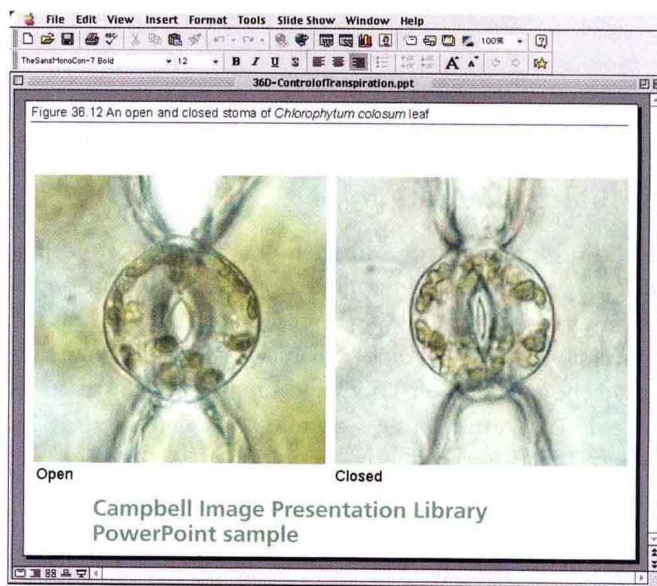 File Edit View Insert Format Tools Slide Show Window Help
100%
TheSansMonoCon-7 Bold 12 B I U S A A
36D-ControlofTranspiration.ppt
Figure 36.12 An open and closed stoma of Chlorophytum colosum leaf
Open Closed
Campbell Image Presentation Library
PowerPoint sample